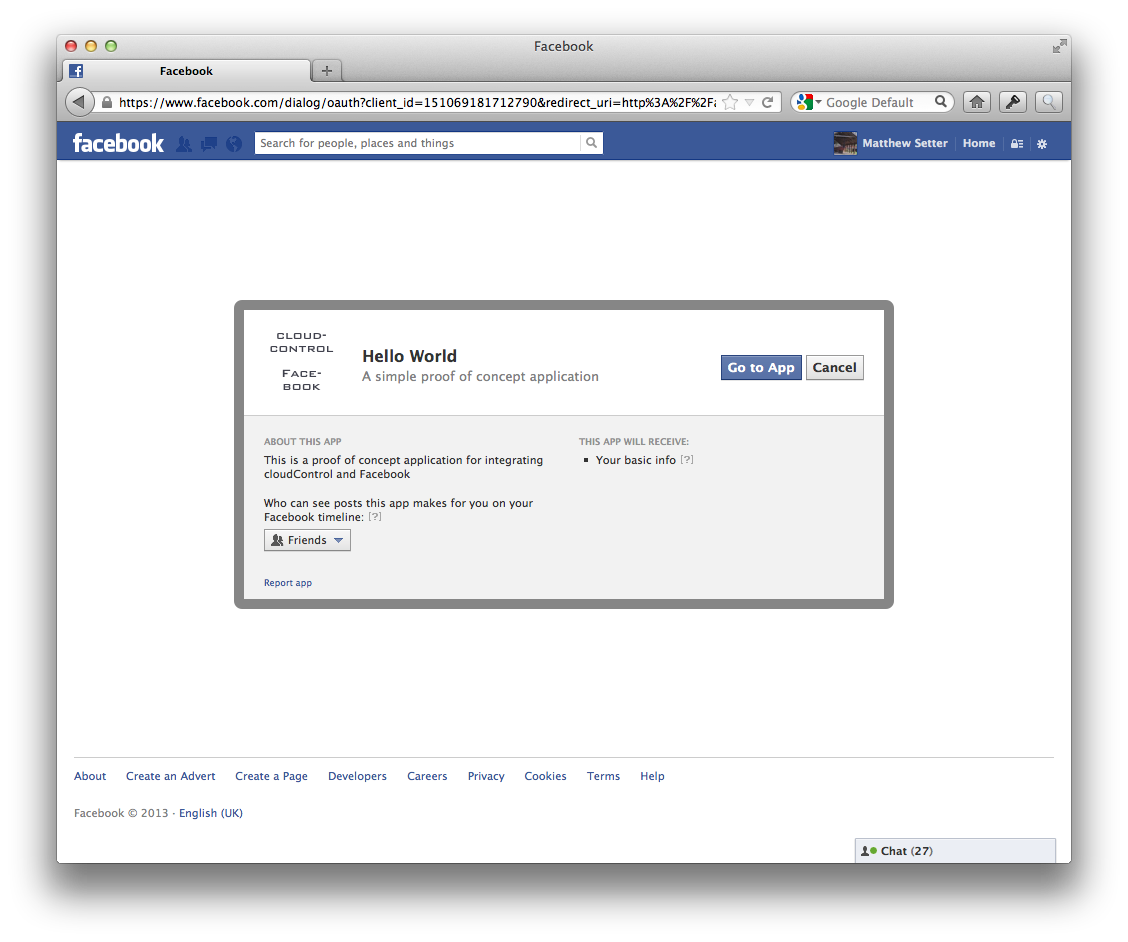 Facebook
Facebook
https://www.facebook.com/dialog/oauth?client_id=151069181712790&redirect_uri=http%3A%2F%2F
Google Default
facebook
Search for people, places and things
Matthew Setter
Home
CLOUD-
CONTROL
FACE-
BOOK
Hello World
A simple proof of concept application
Go to App
Cancel
ABOUT THIS APP
This is a proof of concept application for integrating
cloudControl and Facebook
Who can see posts this app makes for you on your
Facebook timeline: [?]
Friends
Report app
THIS APP WILL RECEIVE:
Your basic info [?]
About Create an Advert Create a Page Developers Careers Privacy Cookies Terms Help
Facebook © 2013 · English (UK)
Chat (27)